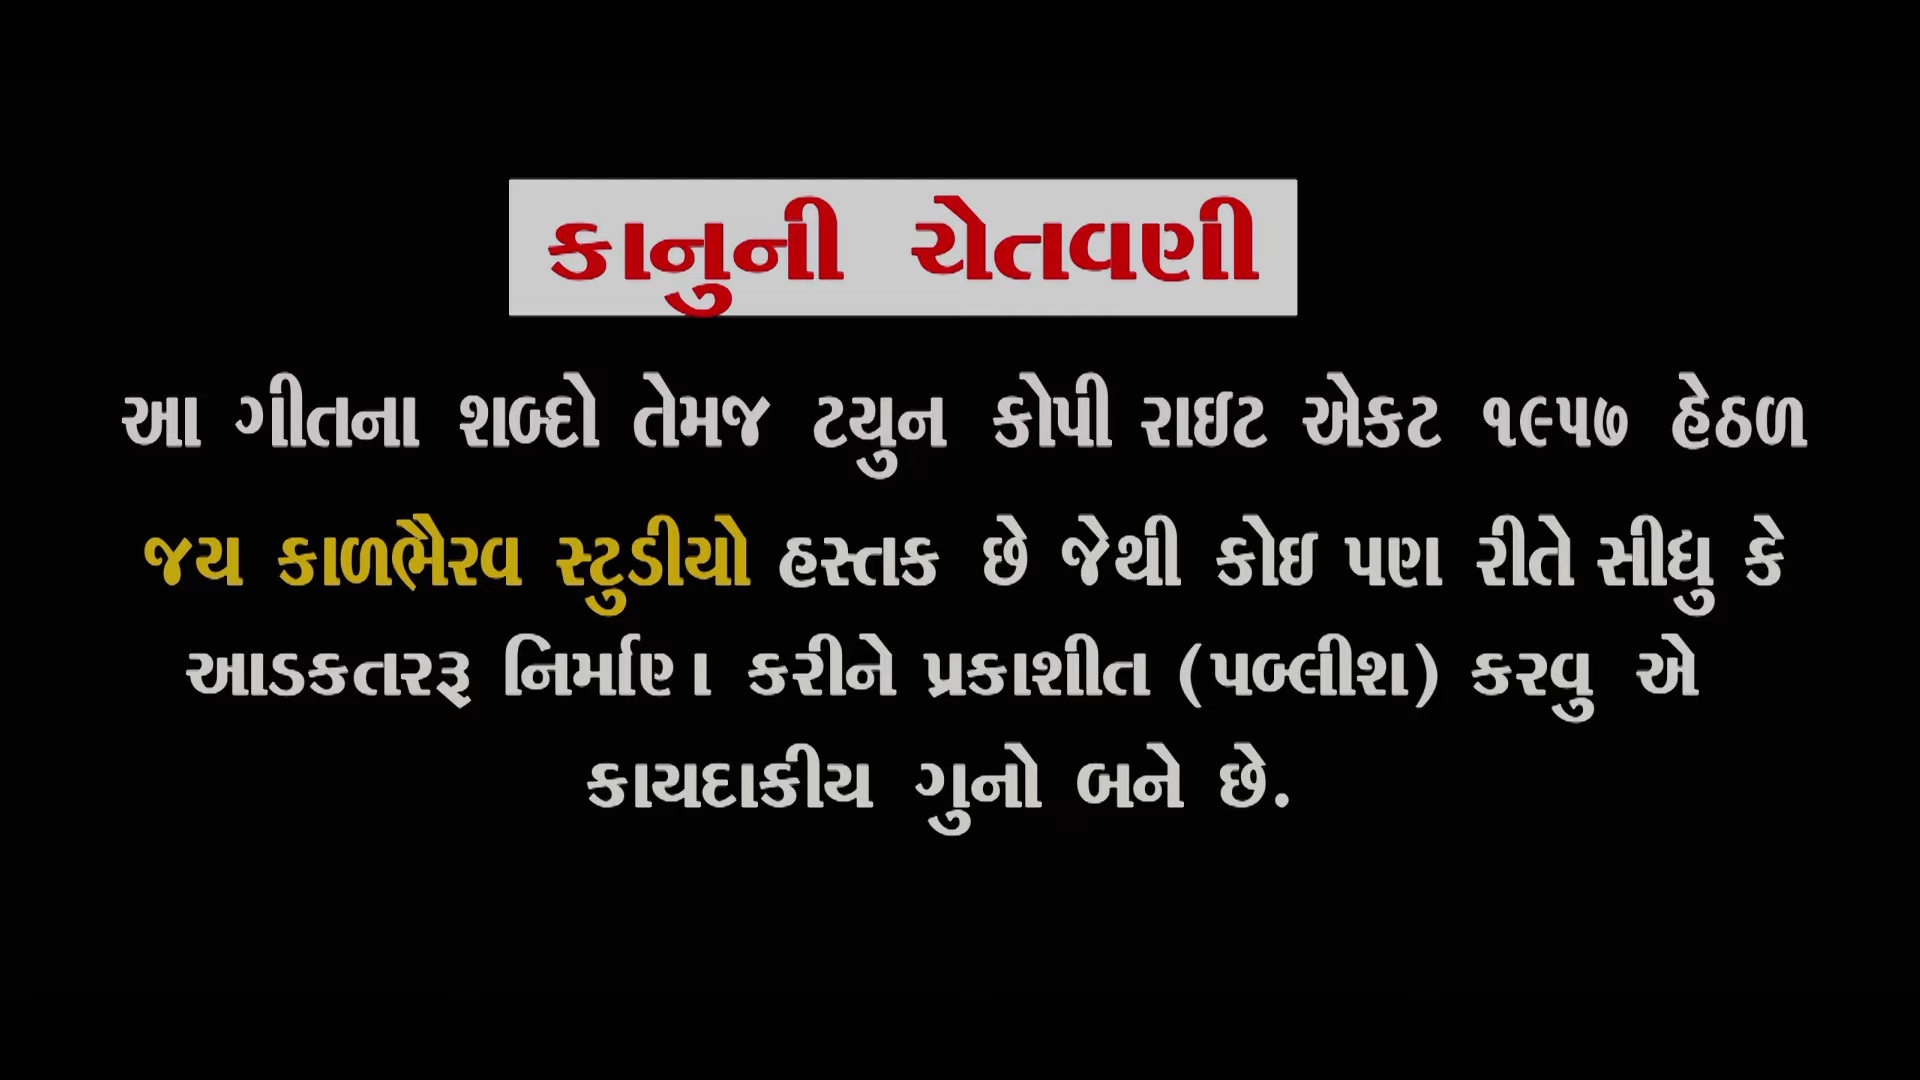 કાનુની ચેતવણી
આ ગીતના શબ્દો તેમજ ટયુન કોપી રાઇટ એકટ ૧૯૫૭ હેઠળ
જય કાળભૈરવ સ્ટુડીયો હસ્તક છે જેથી કોઇ પણ રીતે સીધુ કે
આડકતરરૂ નિર્માણ। કરીને પ્રકાશીત (પબ્લીશ) કરવુ એ
કાયદાકીય ગુનો બને છે.